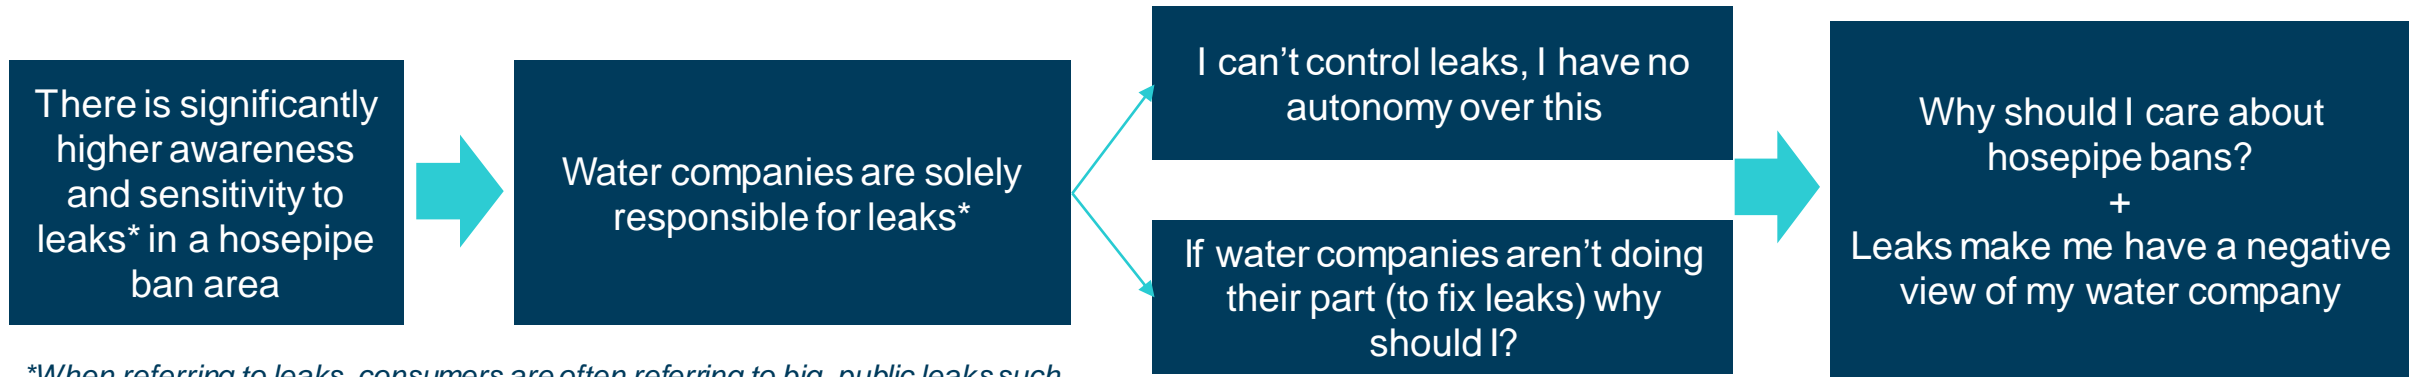 There is significantly
higher awareness
and sensitivity to
leaks* in a hosepipe
ban area
Water companies are solely
responsible for leaks*
I can't control leaks, I have no
autonomy over this
If water companies aren't doing
their part (to fix leaks) why
should I?
Why should I care about
hosepipe bans?
+
Leaks make me have a negative
view of my water company
*When referring to leaks, consumers are often referring to big, public leaks such